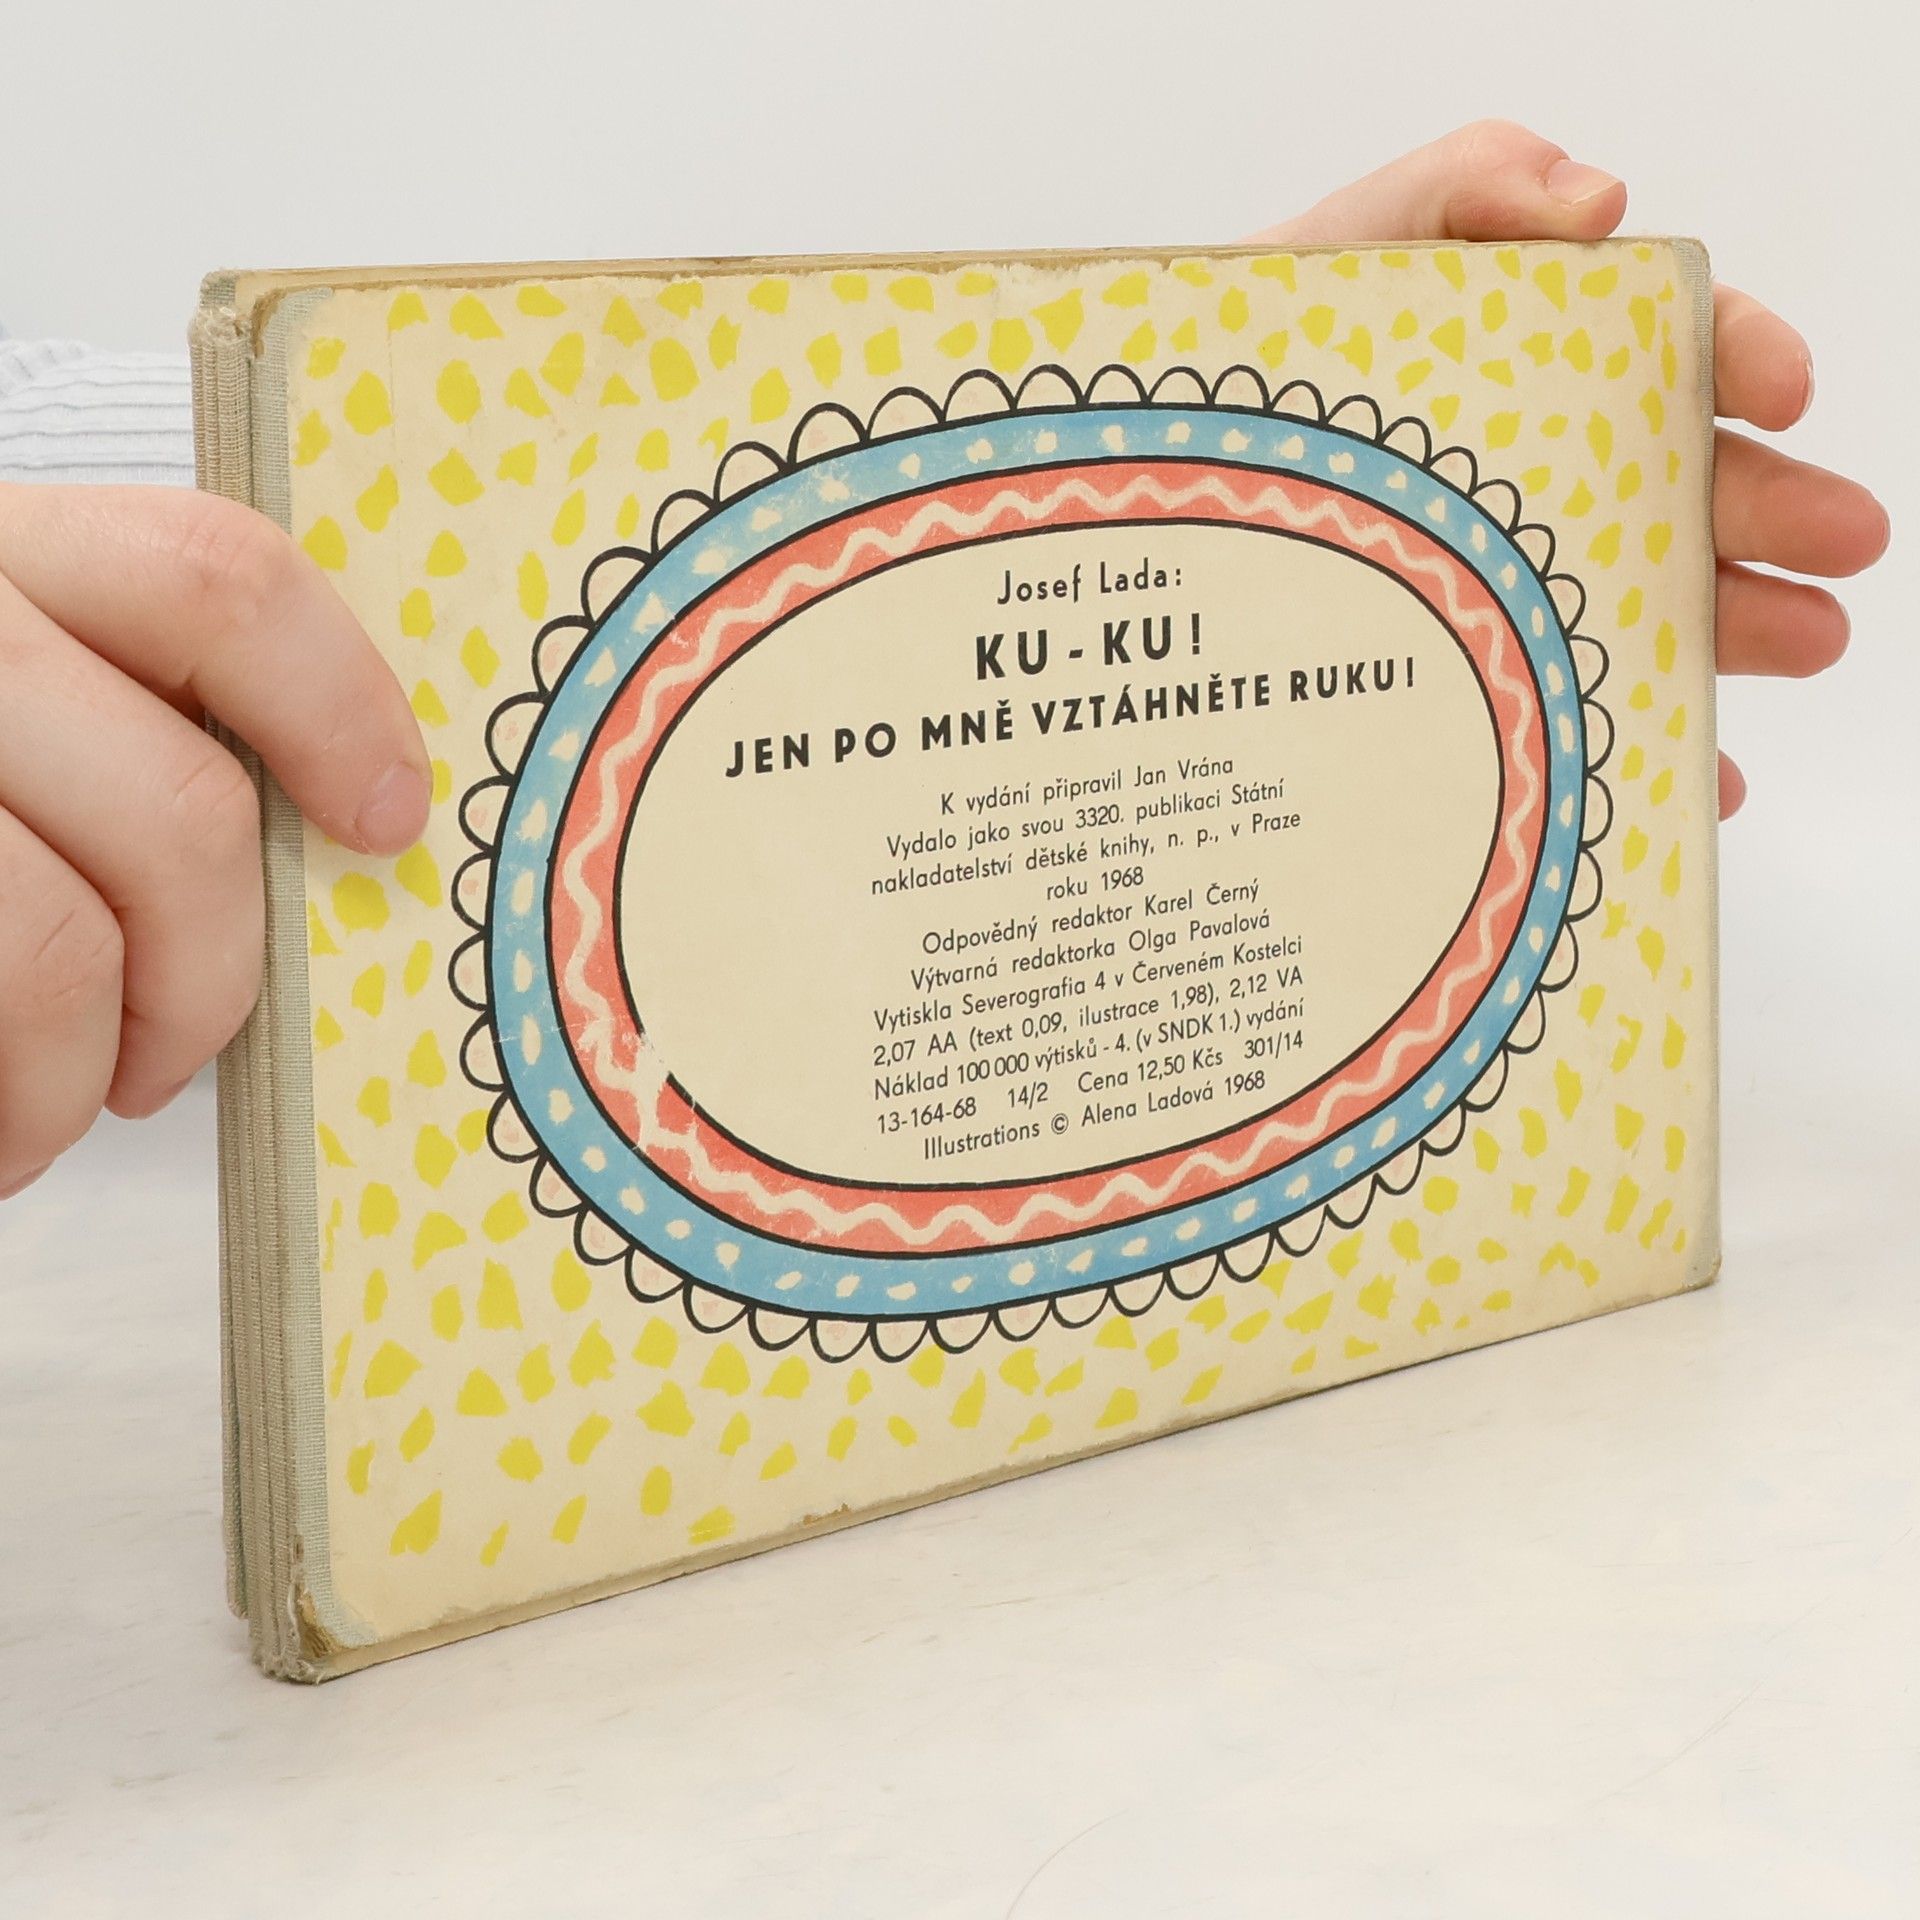 Josef Lada:
KU - KU!
JEN PO MNĚ VZTÁHNĚTE RUKU!
K vydání připravil Jan Vrána
Vydalo jako svou 3320. publikaci Státní
nakladatelství dětské knihy, n. p., v Praze
roku 1968
Odpovědný redaktor Karel Černý
Výtvarná redaktorka Olga Pavalová
Vytiskla Severografia 4 v Červeném Kostelci
2,07 AA (text 0,09, ilustrace 1,98), 2,12 VA
Náklad 100 000 výtisků - 4. (v SNDK 1.) vydání
13-164-68 14/2 Cena 12,50 Kčs 301/14
Illustrations © Alena Ladová 1968